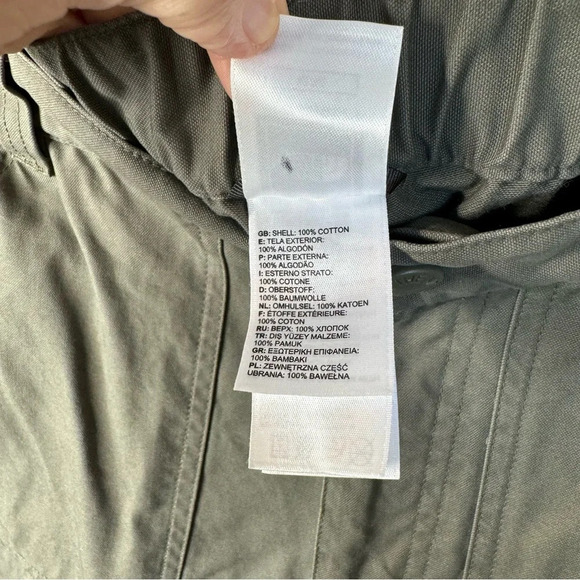 GB: SHELL: 100% COTTON
E: TELA EXTERIOR:
100% ALGODÓN
P: PARTE EXTERNA:
100% ALGODÃO
I: ESTERNO STRATO:
100% COTONE
D: OBERSTOFF:
100% BAUMWOLLE
NL: OMHULSEL: 100% KATOEN
F: ÉTOFFE EXTÉRIEURE:
100% COTON
RU: ВЕРХ: 100% ХЛОПОК
TR: DIŞ YÜZEY MALZEME:
100% PAMUK
GR: ΕΞΩΤΕΡΙΚΗ ΕΠΙΦΑΝΕΙΑ:
100% ΒΑΜΒΑΚΙ
PL: ZEWNĘTRZNA CZĘŚĆ
UBRANIA: 100% BAWEŁNA